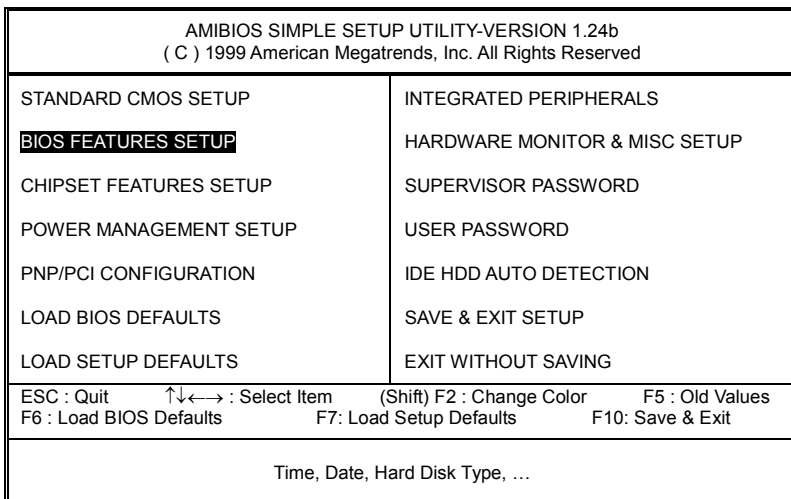 AMIBIOS SIMPLE SETUP UTILITY-VERSION 1.24b
( C ) 1999 American Megatrends, Inc. All Rights Reserved
STANDARD CMOS SETUP
BIOS FEATURES SETUP
CHIPSET FEATURES SETUP
POWER MANAGEMENT SETUP
PNP/PCI CONFIGURATION
LOAD BIOS DEFAULTS
LOAD SETUP DEFAULTS
INTEGRATED PERIPHERALS
HARDWARE MONITOR & MISC SETUP
SUPERVISOR PASSWORD
USER PASSWORD
IDE HDD AUTO DETECTION
SAVE & EXIT SETUP
EXIT WITHOUT SAVING
ESC : Quit ↑↓←→ : Select Item (Shift) F2 : Change Color F5 : Old Values
F6 : Load BIOS Defaults F7: Load Setup Defaults F10: Save & Exit
Time, Date, Hard Disk Type, …